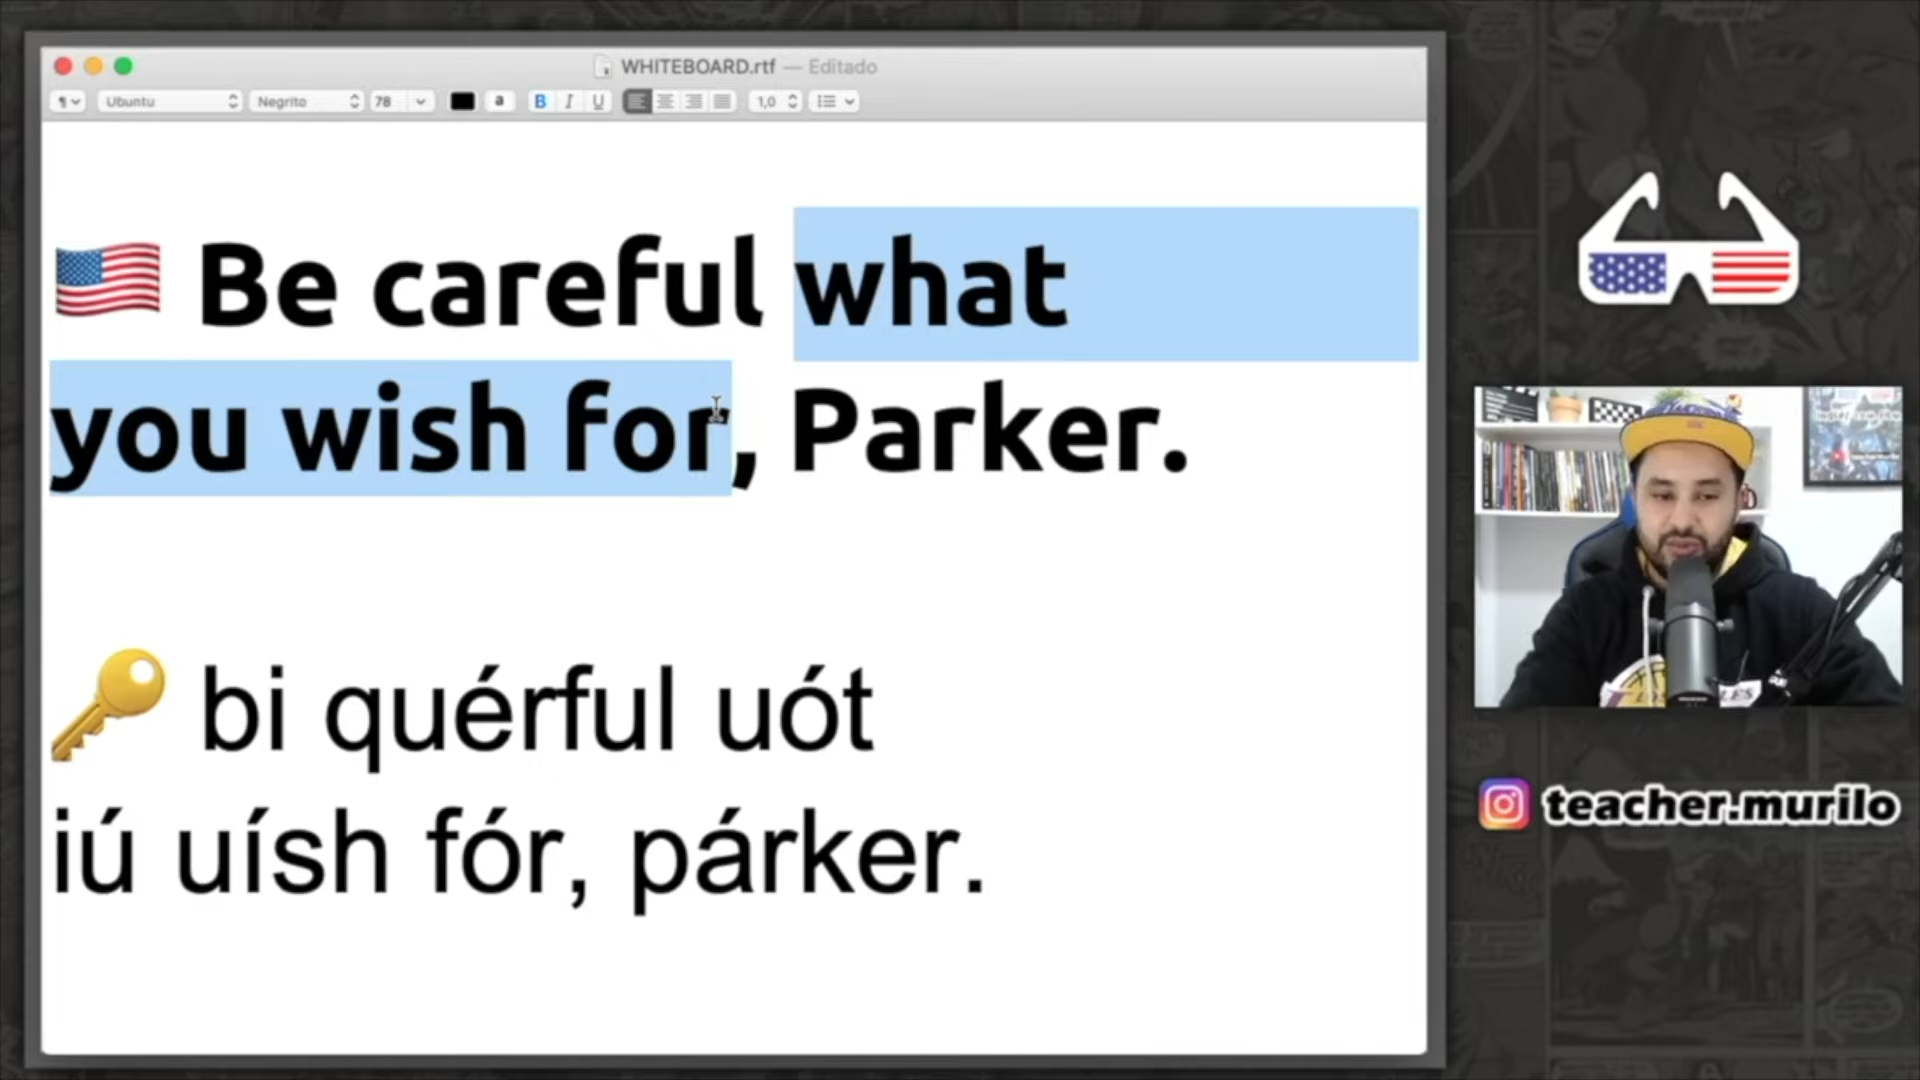 WHITEBOARD.rtf — Editado
Ubuntu Negrito 78 a B I U 1,0
Be careful what
you wish for, Parker.
bi quérful uót
iú uísh fór, párker.
teacher.murilo